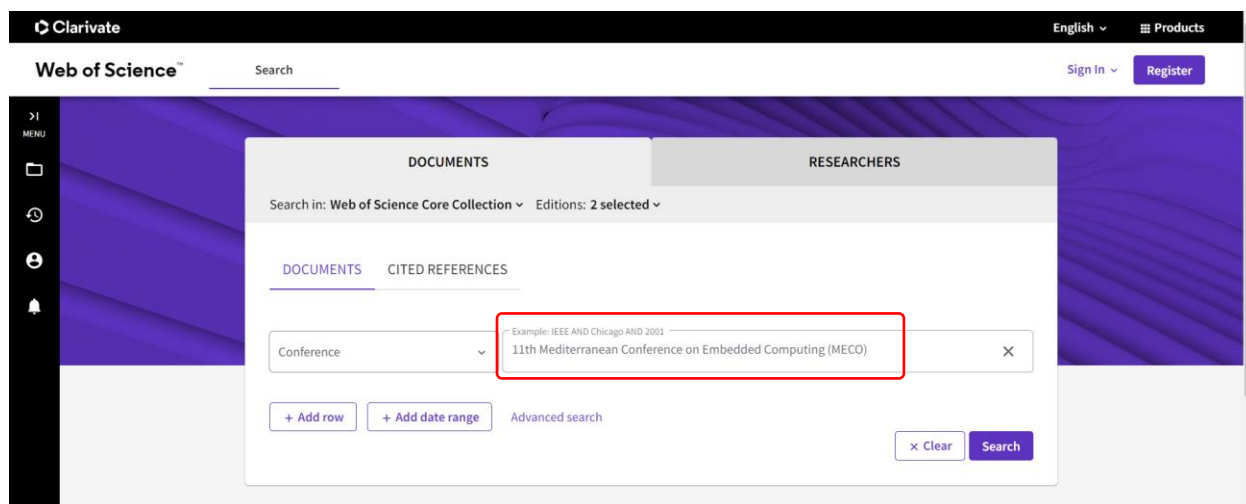 Clarivate
English
Products
Web of Science™
Search
Sign In
Register
MENU
DOCUMENTS
RESEARCHERS
Search in: Web of Science Core Collection Editions: 2 selected
DOCUMENTS
CITED REFERENCES
Example: IEEE AND Chicago AND 2001
Conference
11th Mediterranean Conference on Embedded Computing (MECO)
+ Add row
+ Add date range
Advanced search
× Clear
Search